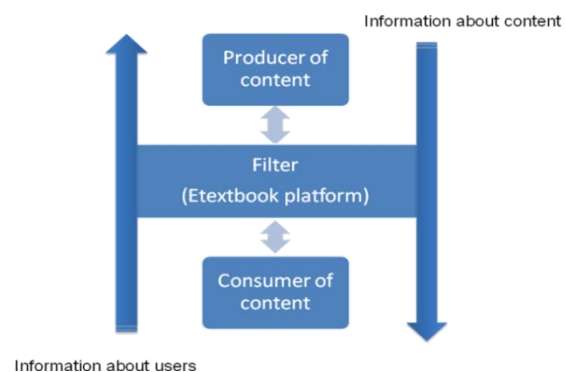 Information about content
Producer of
content
Filter
(Etextbook platform)
Consumer of
content
Information about users